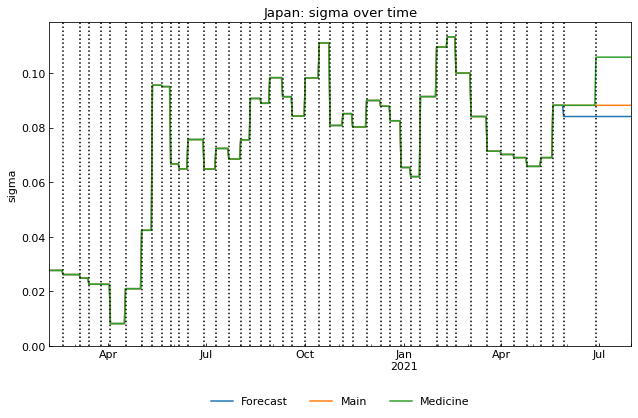 Japan: sigma over time
0.10
0.08
0.06
0.04
0.02
0.00
sigma
Apr Jul Oct Jan Apr Jul
2021
Forecast Main Medicine